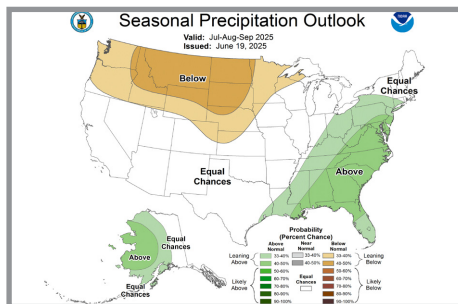 Seasonal Precipitation Outlook
Valid: Jul-Aug-Sep 2025
Issued: June 19, 2025
Below
Equal
Chances
Equal
Chances
Above
Equal
Chances
Above
Equal
Chances
Probability
(Percent Chance)
Above
Normal
Near
Normal
Below
Normal
Leaning
Above
33-40%
40-50%
33-40%
40-50%
33-40%
40-50%
Leaning
Below
Likely
Above
50-60%
60-70%
70-80%
80-90%
90-100%
Equal
Chances
50-60%
60-70%
70-80%
80-90%
90-100%
Likely
Below